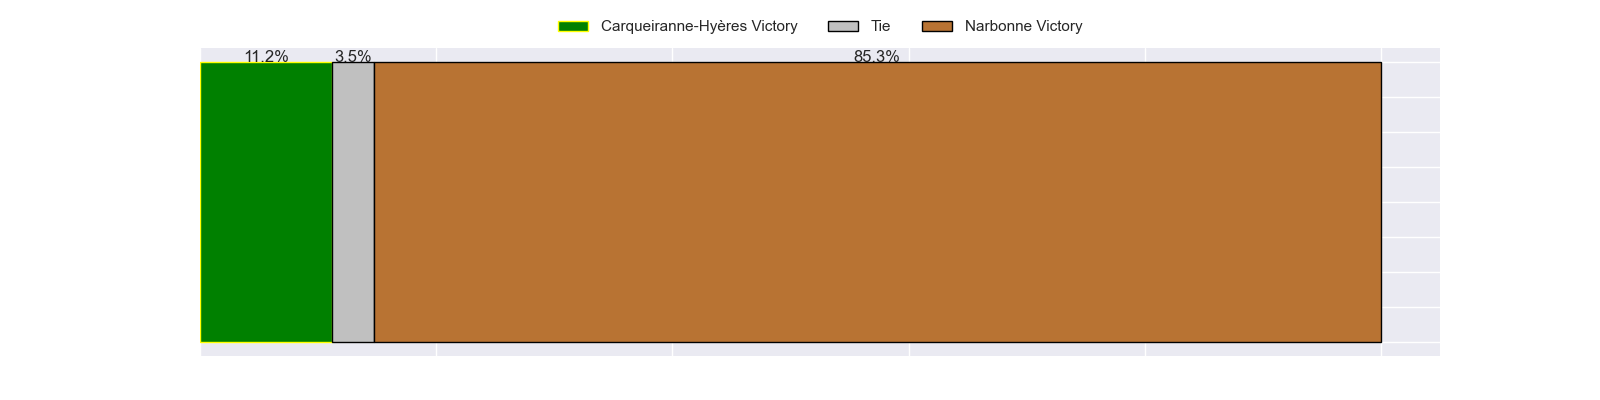 Carqueiranne-Hyères Victory Tie Narbonne Victory
11.2% 3.5% 85.3%